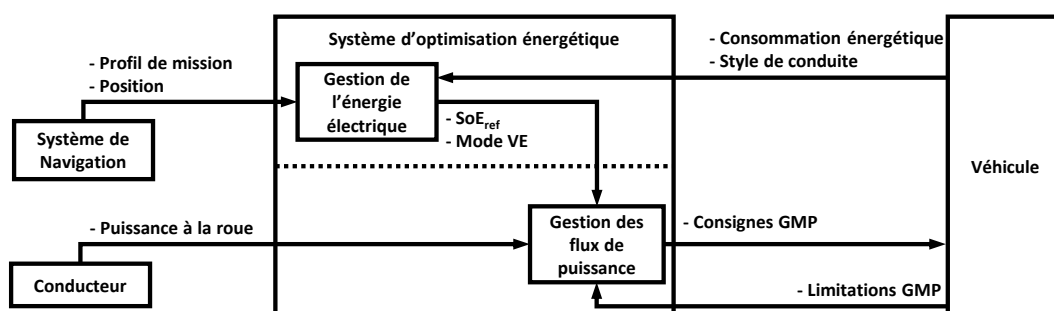 Système d'optimisation énergétique
- Consommation énergétique
- Style de conduite
- Profil de mission
- Position
Gestion de
l'énergie
électrique
- SoEref
- Mode VE
Système de
Navigation
Véhicule
- Puissance à la roue
Gestion des
flux de
puissance
- Consignes GMP
Conducteur
- Limitations GMP